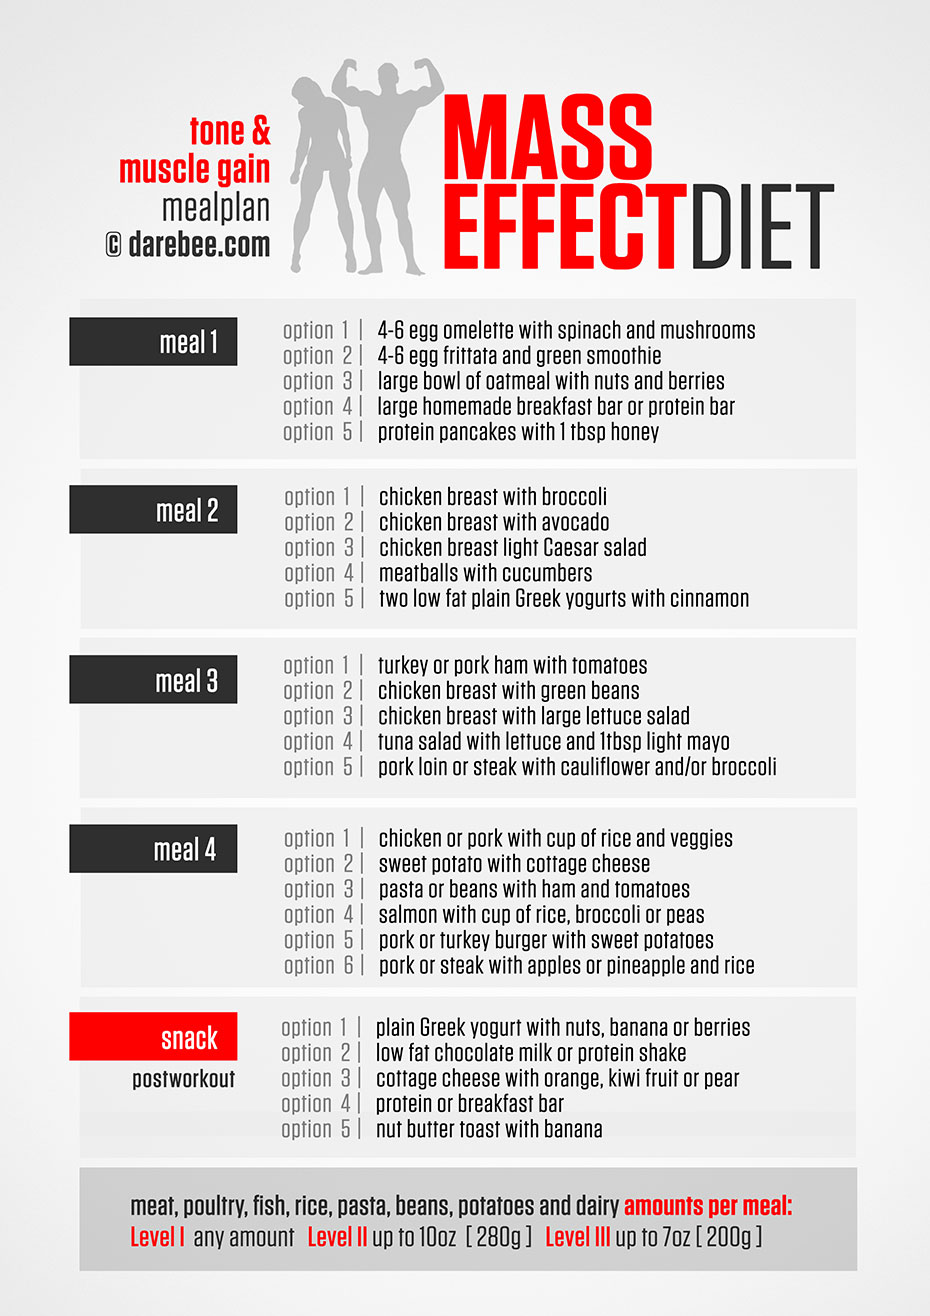 tone &
muscle gain
mealplan
© darebee.com
MASS
EFFECT DIET
meal 1
option 1 | 4-6 egg omelette with spinach and mushrooms
option 2 | 4-6 egg frittata and green smoothie
option 3 | large bowl of oatmeal with nuts and berries
option 4 | large homemade breakfast bar or protein bar
option 5 | protein pancakes with 1 tbsp honey
meal 2
option 1 | chicken breast with broccoli
option 2 | chicken breast with avocado
option 3 | chicken breast light Caesar salad
option 4 | meatballs with cucumbers
option 5 | two low fat plain Greek yogurts with cinnamon
meal 3
option 1 | turkey or pork ham with tomatoes
option 2 | chicken breast with green beans
option 3 | chicken breast with large lettuce salad
option 4 | tuna salad with lettuce and 1tbsp light mayo
option 5 | pork loin or steak with cauliflower and/or broccoli
meal 4
option 1 | chicken or pork with cup of rice and veggies
option 2 | sweet potato with cottage cheese
option 3 | pasta or beans with ham and tomatoes
option 4 | salmon with cup of rice, broccoli or peas
option 5 | pork or turkey burger with sweet potatoes
option 6 | pork or steak with apples or pineapple and rice
snack
postworkout
option 1 | plain Greek yogurt with nuts, banana or berries
option 2 | low fat chocolate milk or protein shake
option 3 | cottage cheese with orange, kiwi fruit or pear
option 4 | protein or breakfast bar
option 5 | nut butter toast with banana
meat, poultry, fish, rice, pasta, beans, potatoes and dairy amounts per meal:
Level I any amount Level II up to 10oz [ 280g ] Level III up to 7oz [ 200g ]